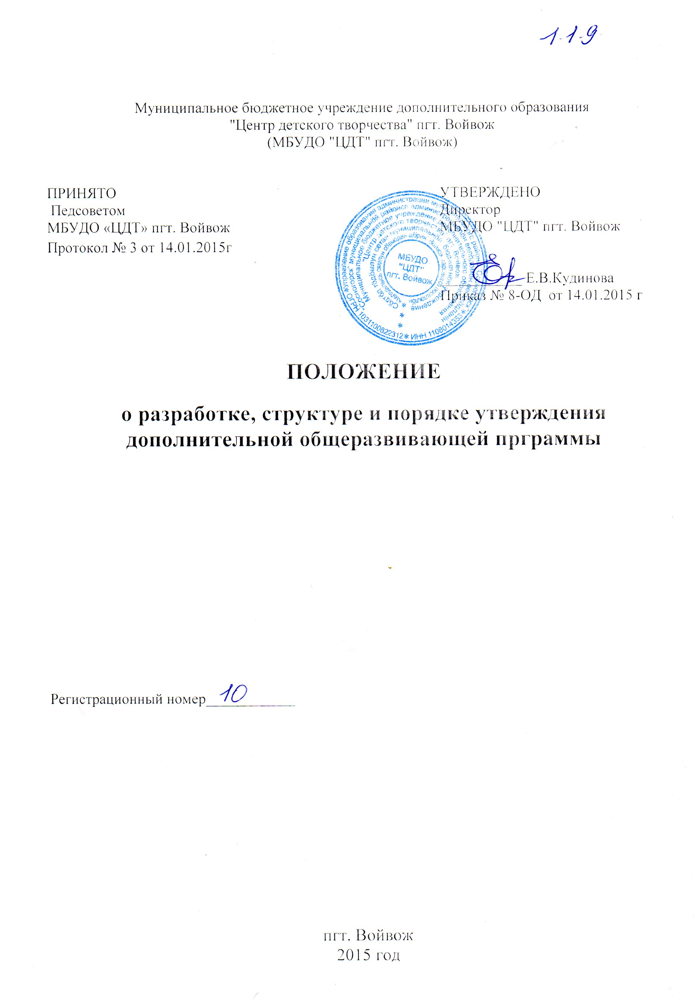 1-1-9
Муниципальное бюджетное учреждение дополнительного образования
"Центр детского творчества" пгт. Войвож
(МБУДО "ЦДТ" пгт. Войвож)
ПРИНЯТО
Педсоветом
МБУДО «ЦДТ» пгт. Войвож
Протокол № 3 от 14.01.2015г
УТВЕРЖДЕНО
Директор
МБУДО "ЦДТ" пгт. Войвож
Е.В.Кудинова
Приказ № 8-ОД от 14.01.2015 г
МБУДО
"ЦДТ"
пгт. Войвож
*ОГРН 1031100822312* ИНН 1108014353*
ПОЛОЖЕНИЕ
о разработке, структуре и порядке утверждения
дополнительной общеразвивающей прграммы
Регистрационный номер 10
пгт. Войвож
2015 год